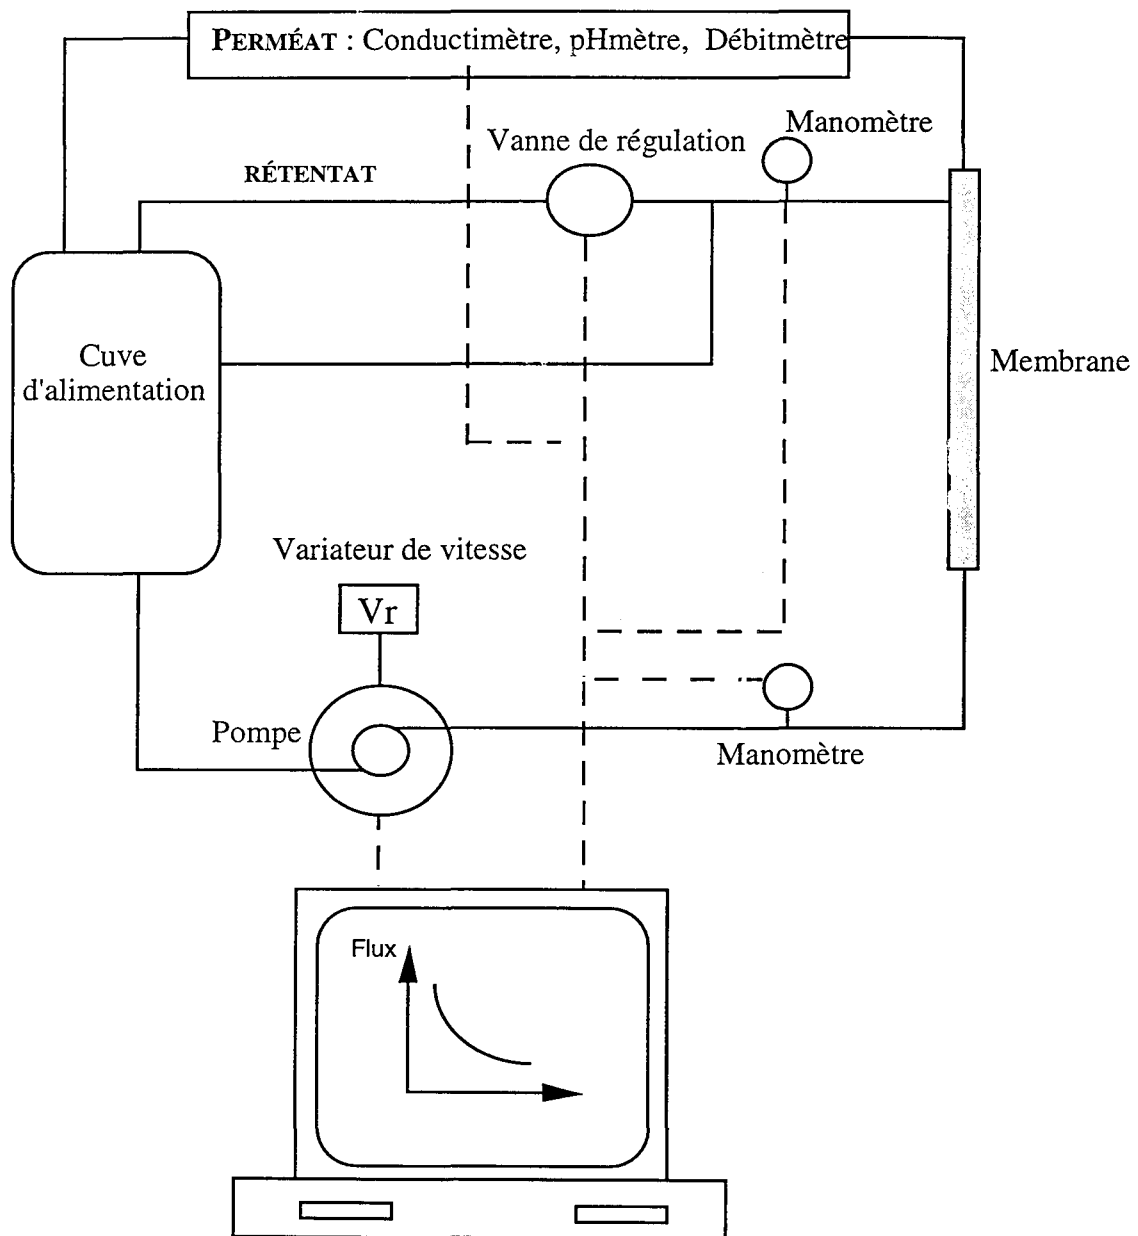 PERMÉAT : Conductimètre, pHmètre, Débitmètre
Manomètre
Vanne de régulation
RÉTENTAT
Cuve
d'alimentation
Membrane
Variateur de vitesse
Vr
Pompe
Manomètre
Flux